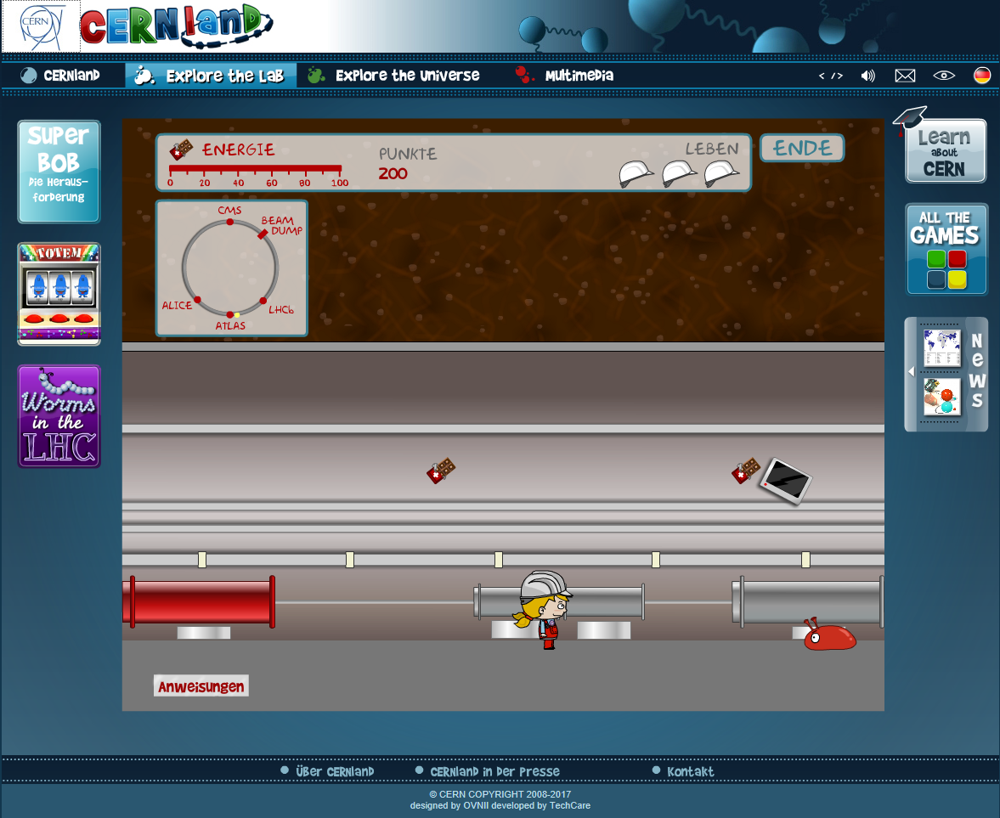 CERN
CERNland
CERNland
Explore the Lab
Explore the Universe
Multimedia
< / >
Super
BOB
Die Heraus-
forderung
TOTEM
Worms
in the
LHC
ENERGIE
0 20 40 60 80 100
PUNKTE
200
LEBEN
ENDE
CMS
BEAM
DUMP
ALICE
LHCb
ATLAS
Anweisungen
Learn
about
CERN
ALL THE
GAMES
News
Über CERNland
CERNland in der Presse
Kontakt
© CERN COPYRIGHT 2008-2017
designed by OVNII developed by TechCare